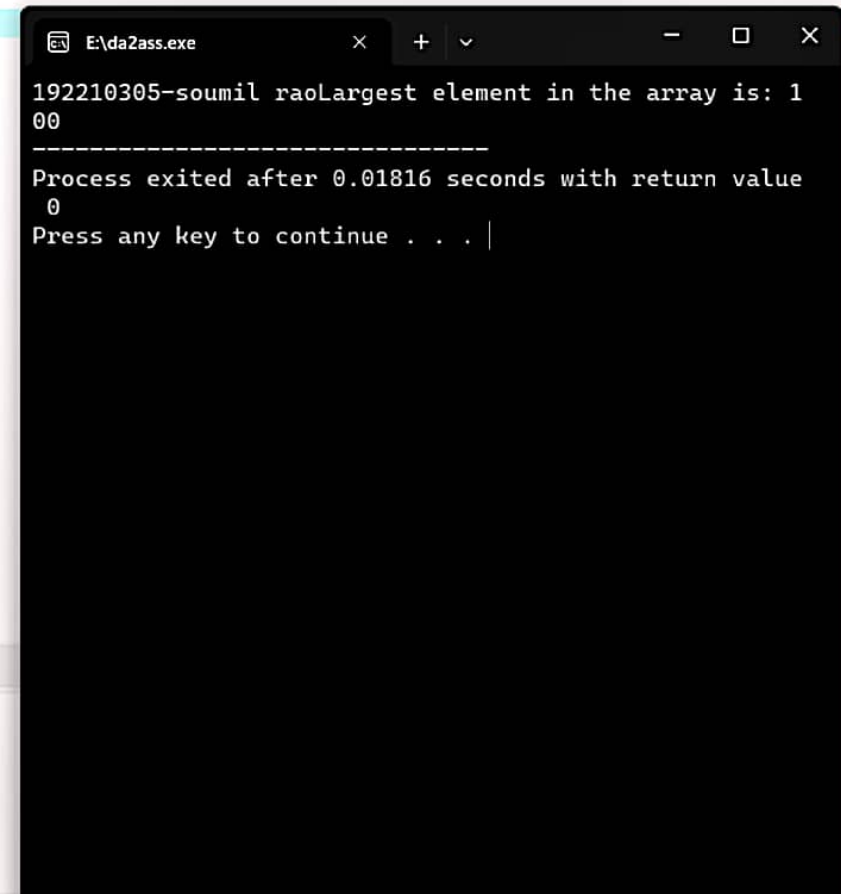 E:\da2ass.exe
192210305-soumil raoLargest element in the array is: 1
00
--------------------------------
Process exited after 0.01816 seconds with return value
 0
Press any key to continue . . .